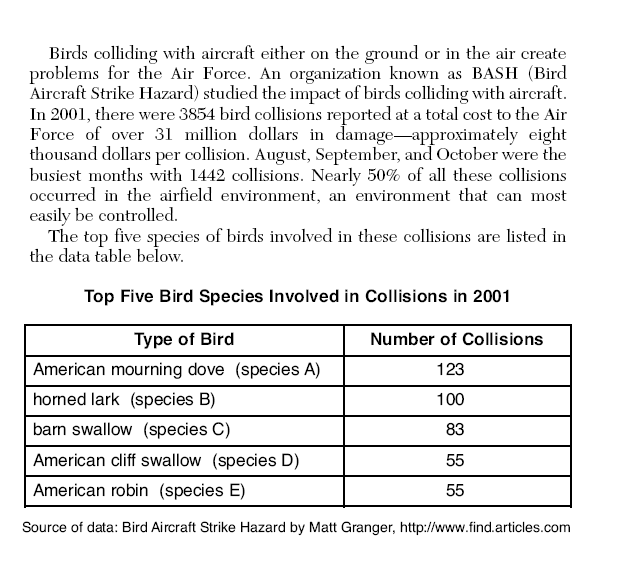 Birds colliding with aircraft either on the ground or in the air create
problems for the Air Force. An organization known as BASH (Bird
Aircraft Strike Hazard) studied the impact of birds colliding with aircraft.
In 2001, there were 3854 bird collisions reported at a total cost to the Air
Force of over 31 million dollars in damage—approximately eight
thousand dollars per collision. August, September, and October were the
busiest months with 1442 collisions. Nearly 50% of all these collisions
occurred in the airfield environment, an environment that can most
easily be controlled.
The top five species of birds involved in these collisions are listed in
the data table below.
Top Five Bird Species Involved in Collisions in 2001
Type of Bird Number of Collisions
American mourning dove (species A) 123
horned lark (species B) 100
barn swallow (species C) 83
American cliff swallow (species D) 55
American robin (species E) 55
Source of data: Bird Aircraft Strike Hazard by Matt Granger, http://www.find.articles.com